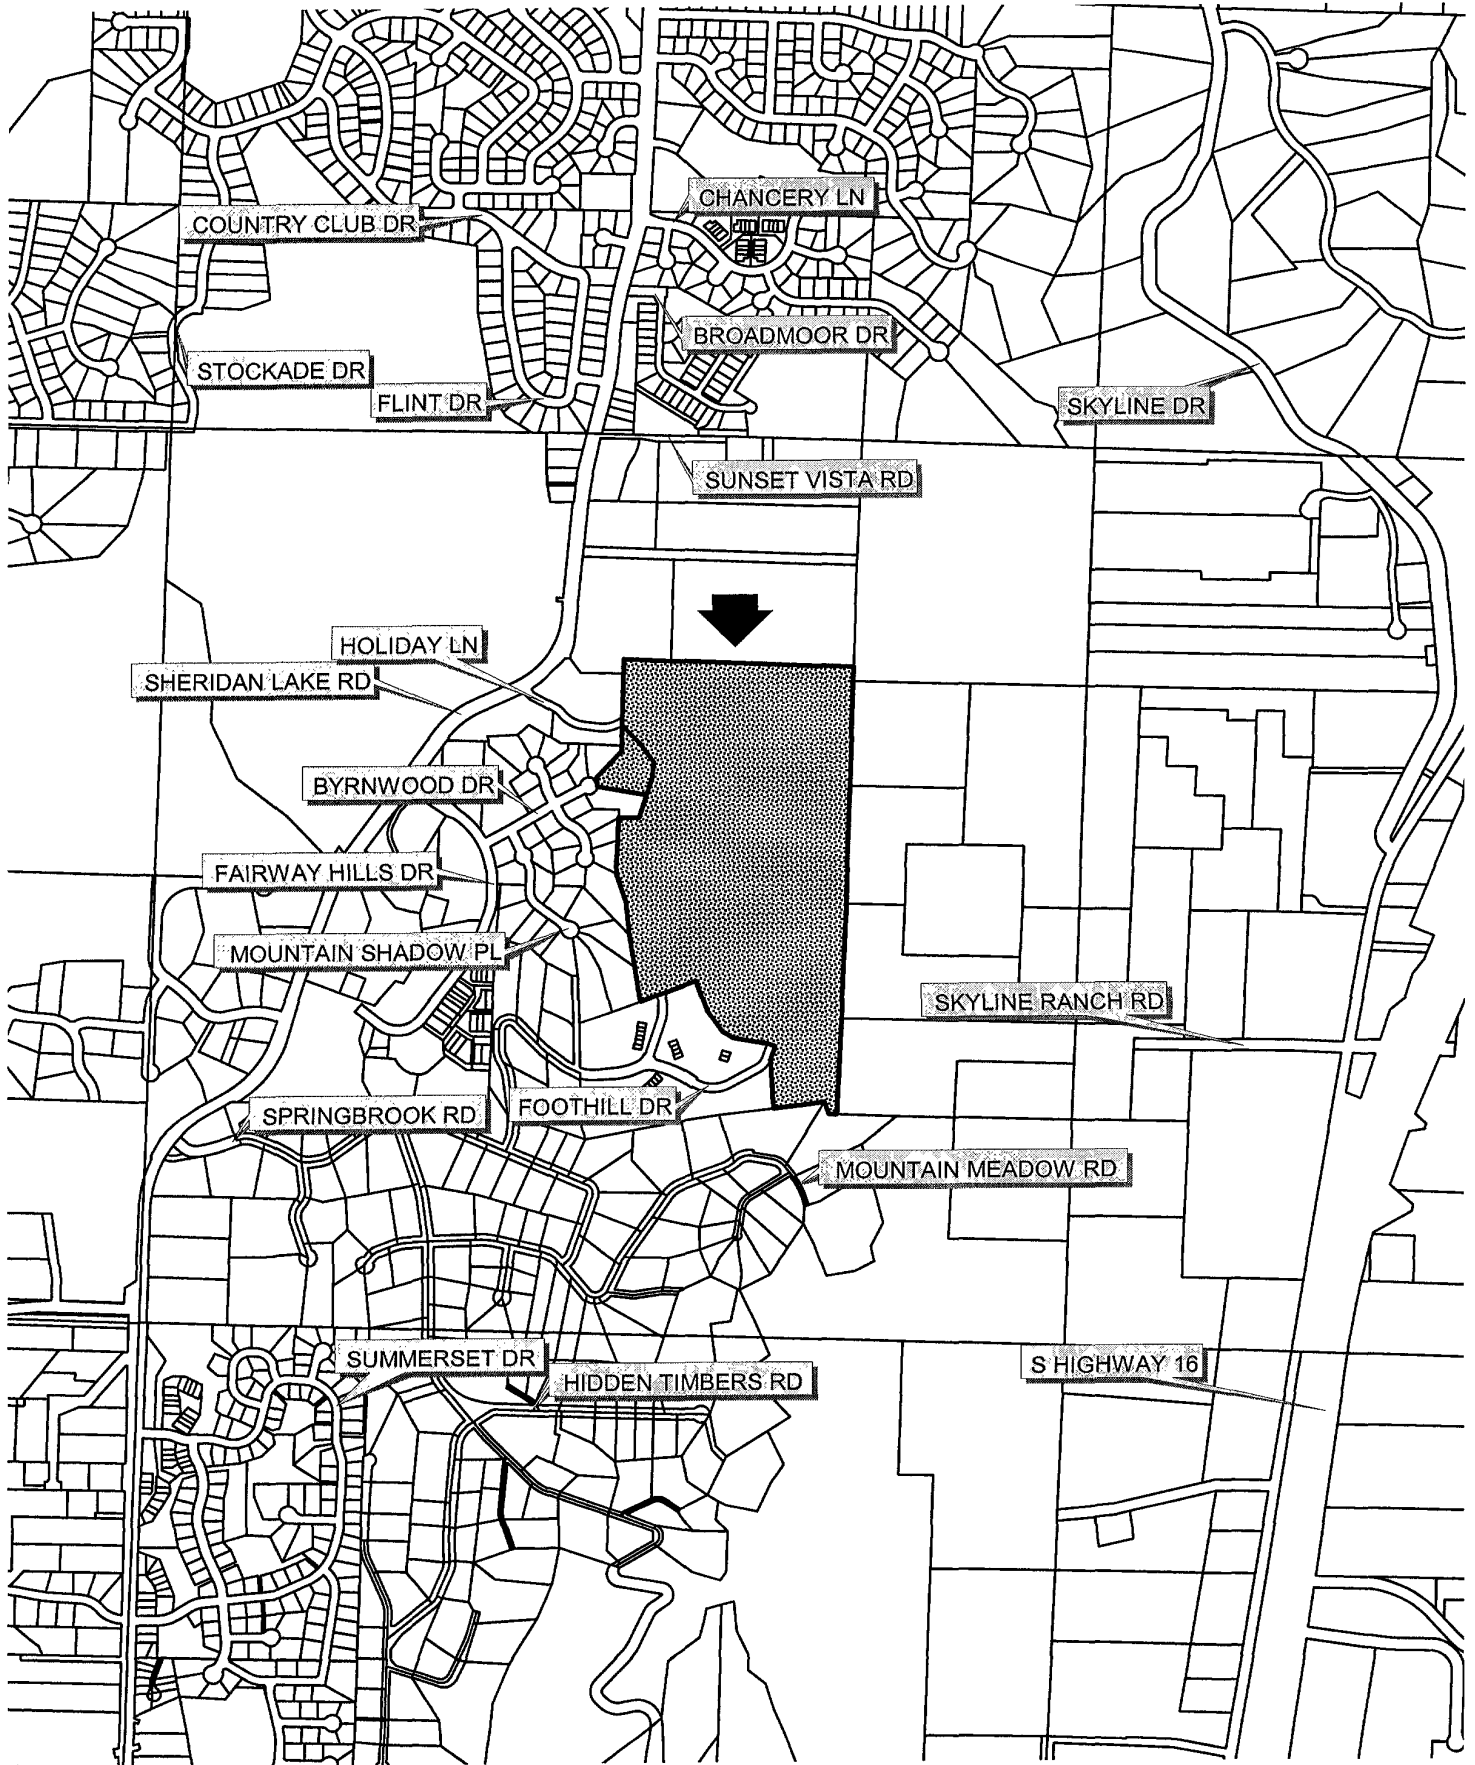 CHANCERY LN
COUNTRY CLUB DR
BROADMOOR DR
STOCKADE DR
FLINT DR
SKYLINE DR
SUNSET VISTA RD
HOLIDAY LN
SHERIDAN LAKE RD
BYRNWOOD DR
FAIRWAY HILLS DR
MOUNTAIN SHADOW PL
SKYLINE RANCH RD
SPRINGBROOK RD
FOOTHILL DR
MOUNTAIN MEADOW RD
SUMMERSET DR
S HIGHWAY 16
HIDDEN TIMBERS RD